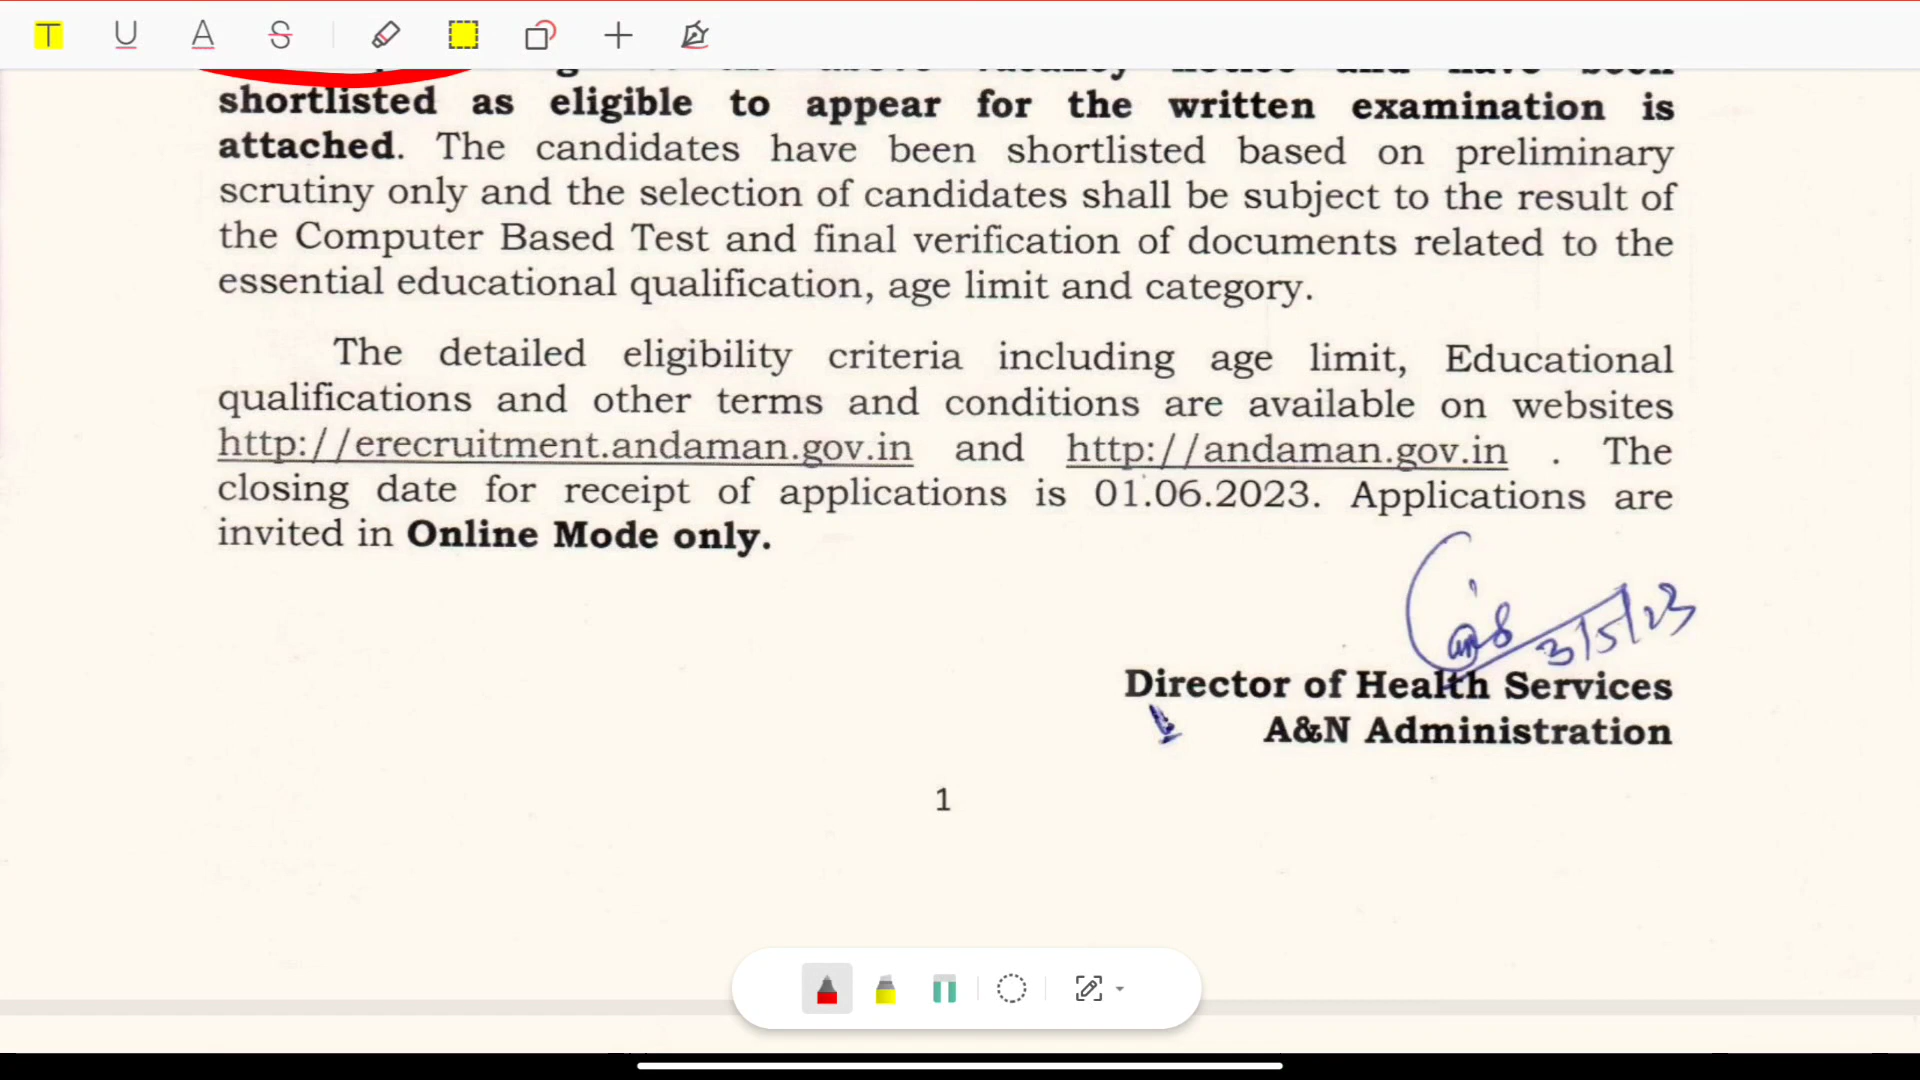 shortlisted as eligible to appear for the written examination is
attached. The candidates have been shortlisted based on preliminary
scrutiny only and the selection of candidates shall be subject to the result of
the Computer Based Test and final verification of documents related to the
essential educational qualification, age limit and category.
The detailed eligibility criteria including age limit, Educational
qualifications and other terms and conditions are available on websites
http://erecruitment.andaman.gov.in and http://andaman.gov.in . The
closing date for receipt of applications is 01.06.2023. Applications are
invited in Online Mode only.
3/5/23
Director of Health Services
A&N Administration
1